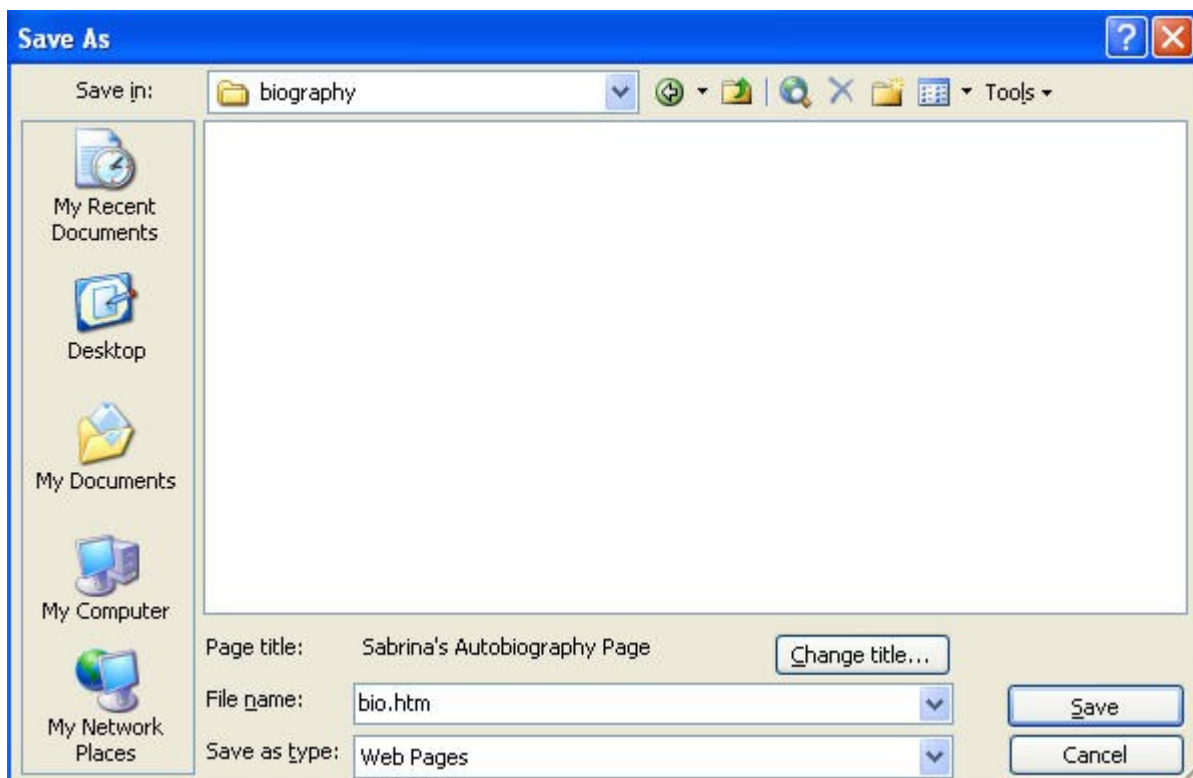 Save As
Save in:
biography
Tools
My Recent
Documents
Desktop
My Documents
My Computer
My Network
Places
Page title:
Sabrina's Autobiography Page
Change title...
File name:
bio.htm
Save
Save as type:
Web Pages
Cancel